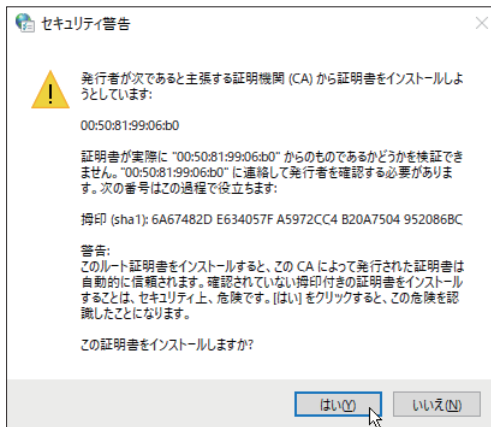 セキュリティ警告
発行者が次であると主張する証明機関 (CA) から証明書をインストールしよ
うとしています:
00:50:81:99:06:b0
証明書が実際に "00:50:81:99:06:b0" からのものであるかどうかを検証でき
ません。"00:50:81:99:06:b0" に連絡して発行者を確認する必要がありま
す。次の番号はこの過程で役立ちます:
拇印 (sha1): 6A67482D E634057F A5972CC4 B20A7504 952086BC
警告:
このルート証明書をインストールすると、この CA によって発行された証明書は
自動的に信頼されます。確認されていない拇印付きの証明書をインストール
することは、セキュリティ上、危険です。[はい] をクリックすると、この危険を認
識したことになります。
この証明書をインストールしますか?
はい(Y) いいえ(N)